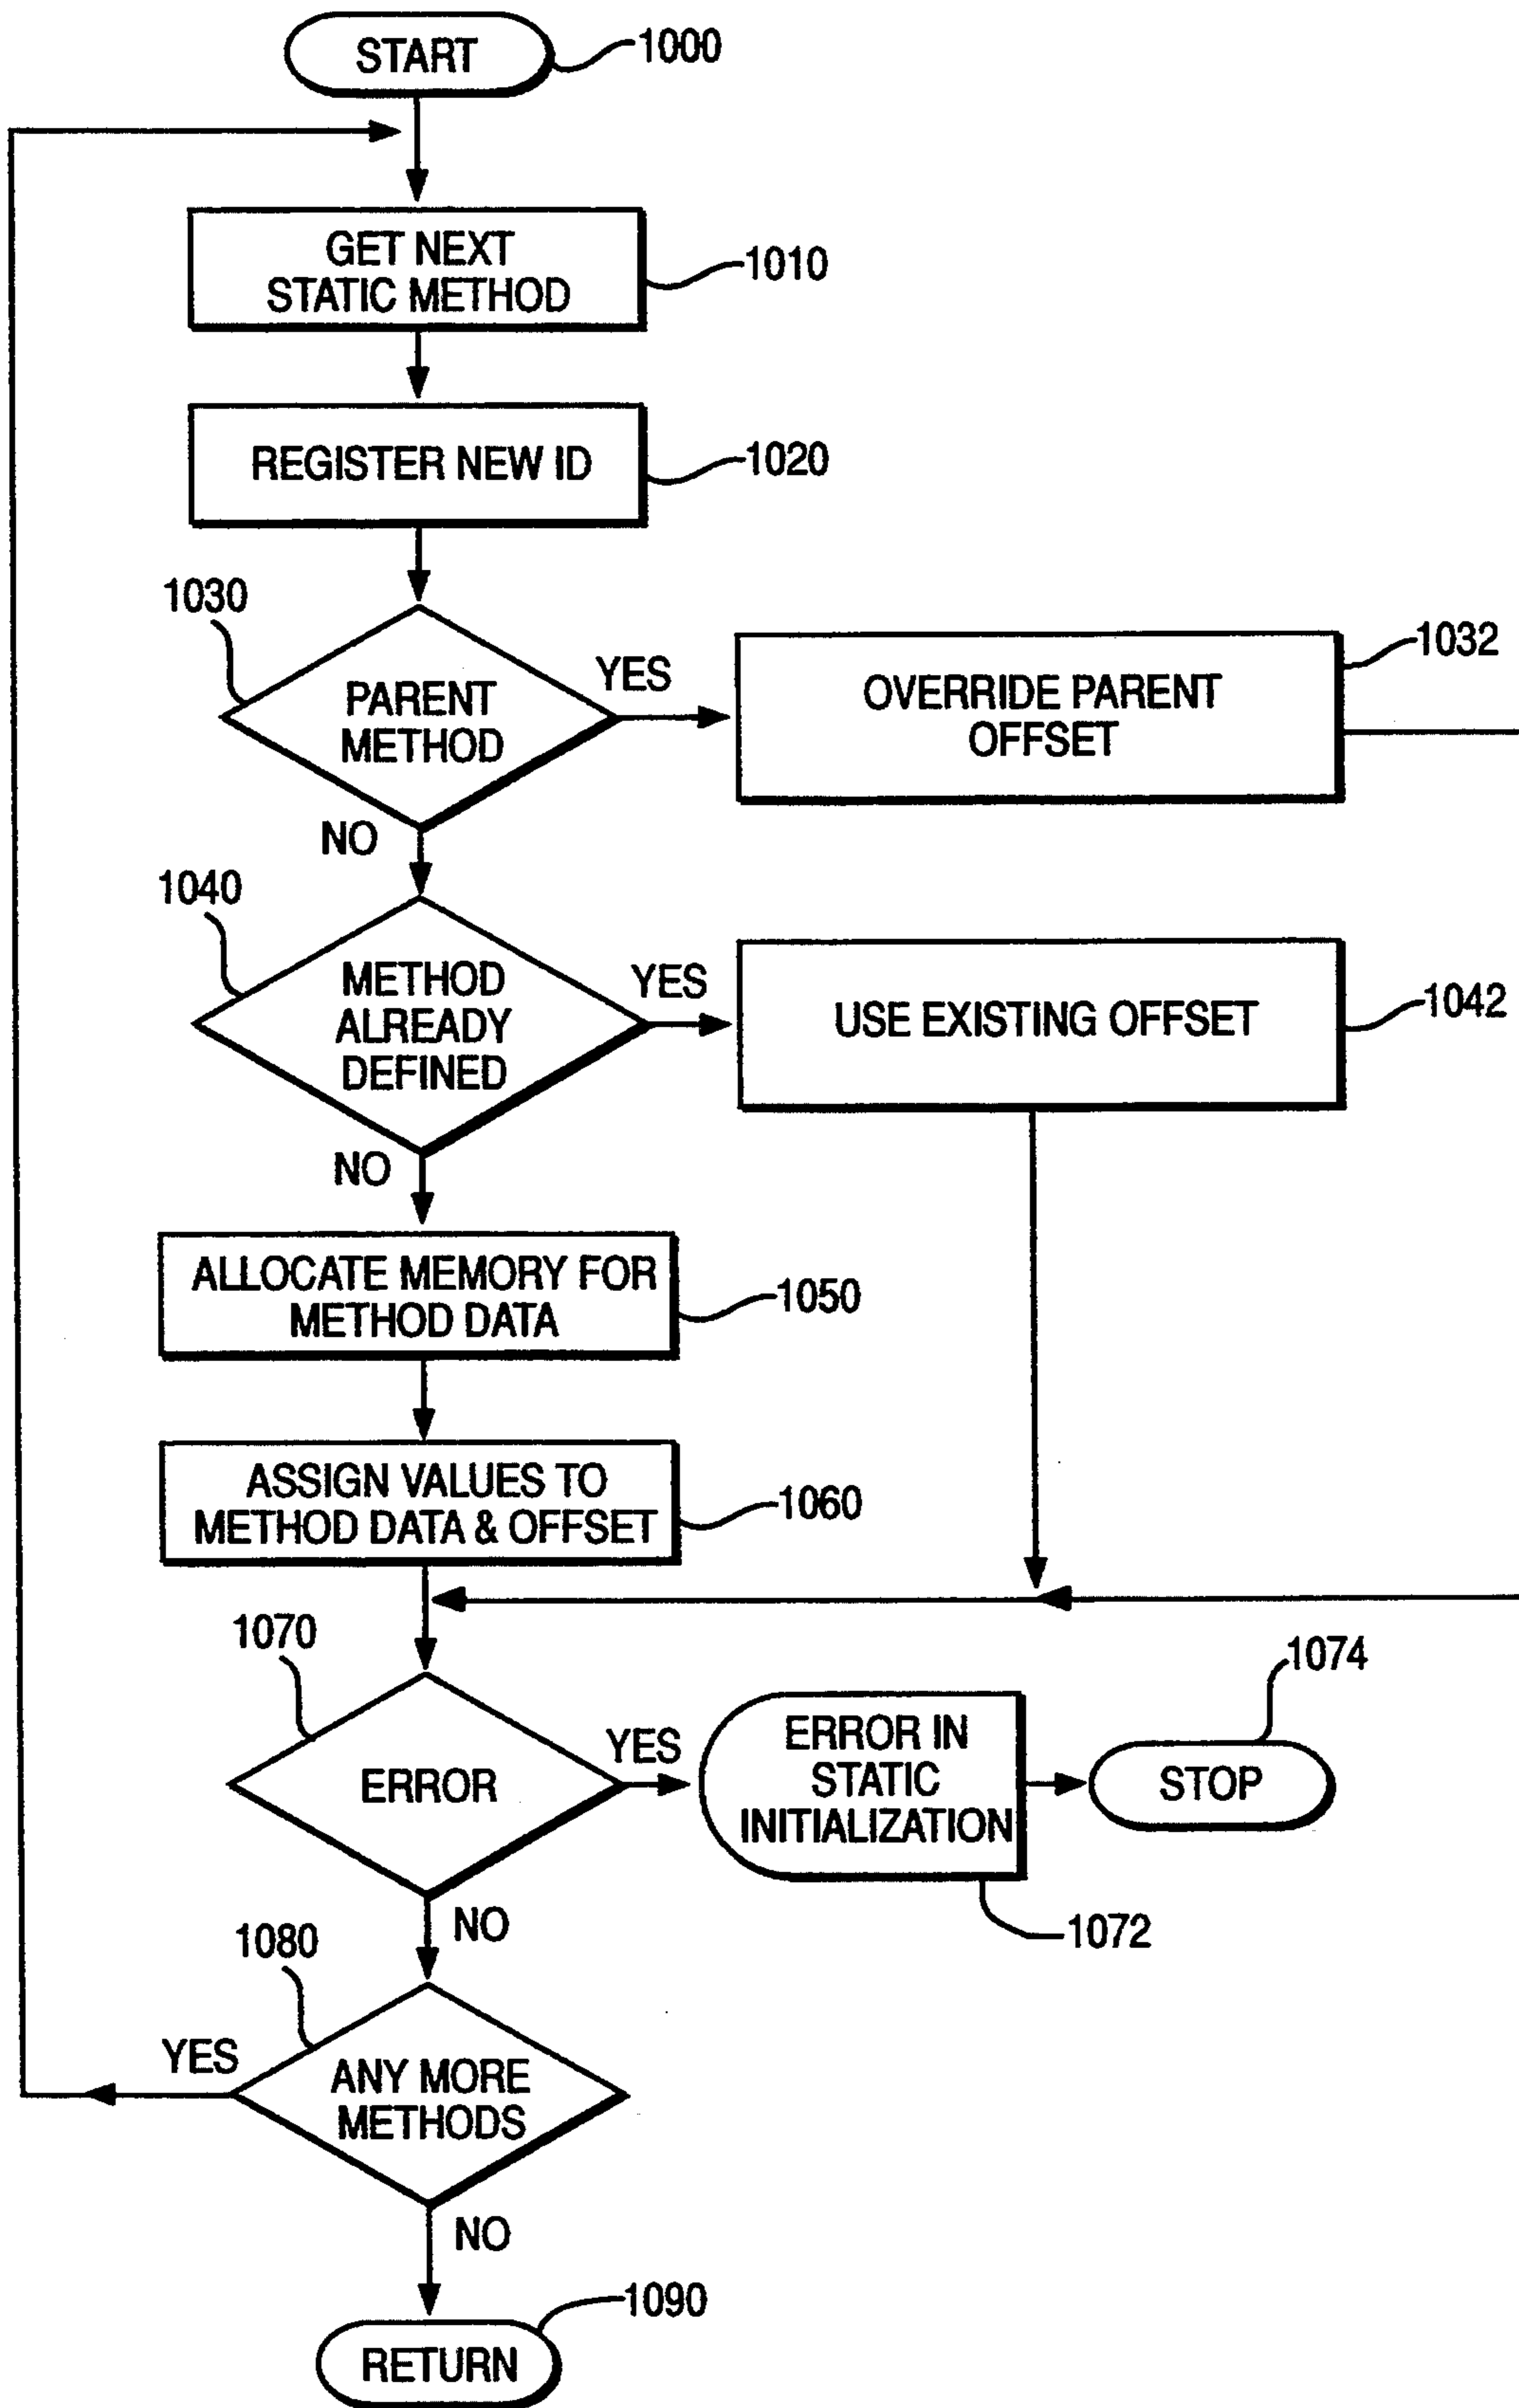 START
1000
GET NEXT
STATIC METHOD
1010
REGISTER NEW ID
1020
1030
PARENT
METHOD
YES
OVERRIDE PARENT
OFFSET
1032
NO
1040
METHOD
ALREADY
DEFINED
YES
USE EXISTING OFFSET
1042
NO
ALLOCATE MEMORY FOR
METHOD DATA
1050
ASSIGN VALUES TO
METHOD DATA & OFFSET
1060
1070
ERROR
YES
ERROR IN
STATIC
INITIALIZATION
1072
STOP
1074
NO
1080
YES
ANY MORE
METHODS
NO
RETURN
1090